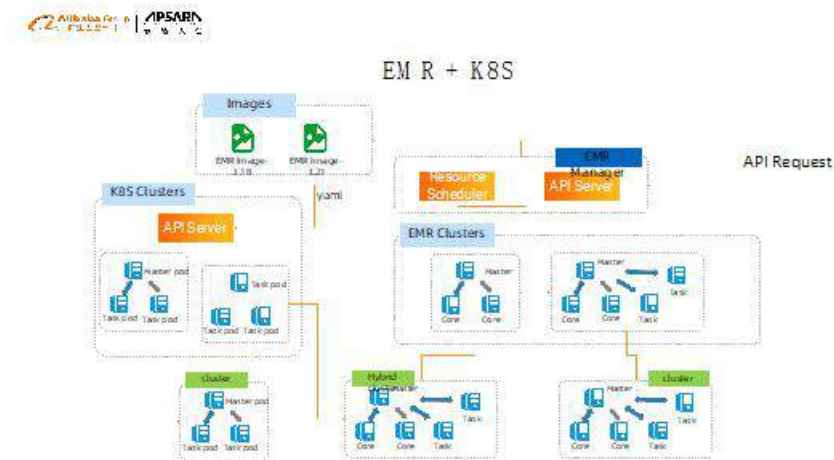 Alibaba Group
APSARA
EM R + K8S
Images
EMR Image-
EMR Image-
yaml
EMR
Manager
API Request
Resource
Scheduler
API Server
K8S Clusters
API Server
EMR Clusters
Master pod
Task pod
Task pod
Task pod
Task pod
Task pod
Master
Core
Core
Master
Task
Core
Core
Task
cluster
Master pod
Task pod
Task pod
Hybrid
Master
Task
Core
Core
Task
cluster
Master
Task
Core
Core
Task